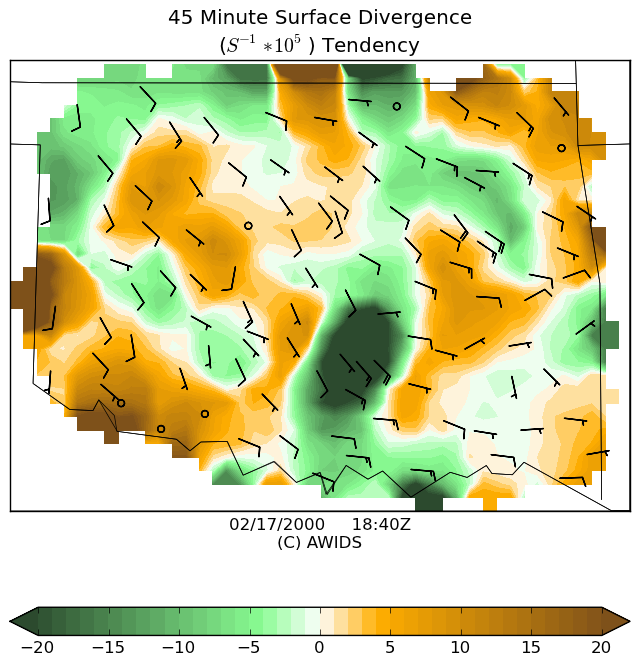 45 Minute Surface Divergence
(S⁻¹ *10⁵ ) Tendency
02/17/2000 18:40Z
(C) AWIDS
−20 −15 −10 −5 0 5 10 15 20